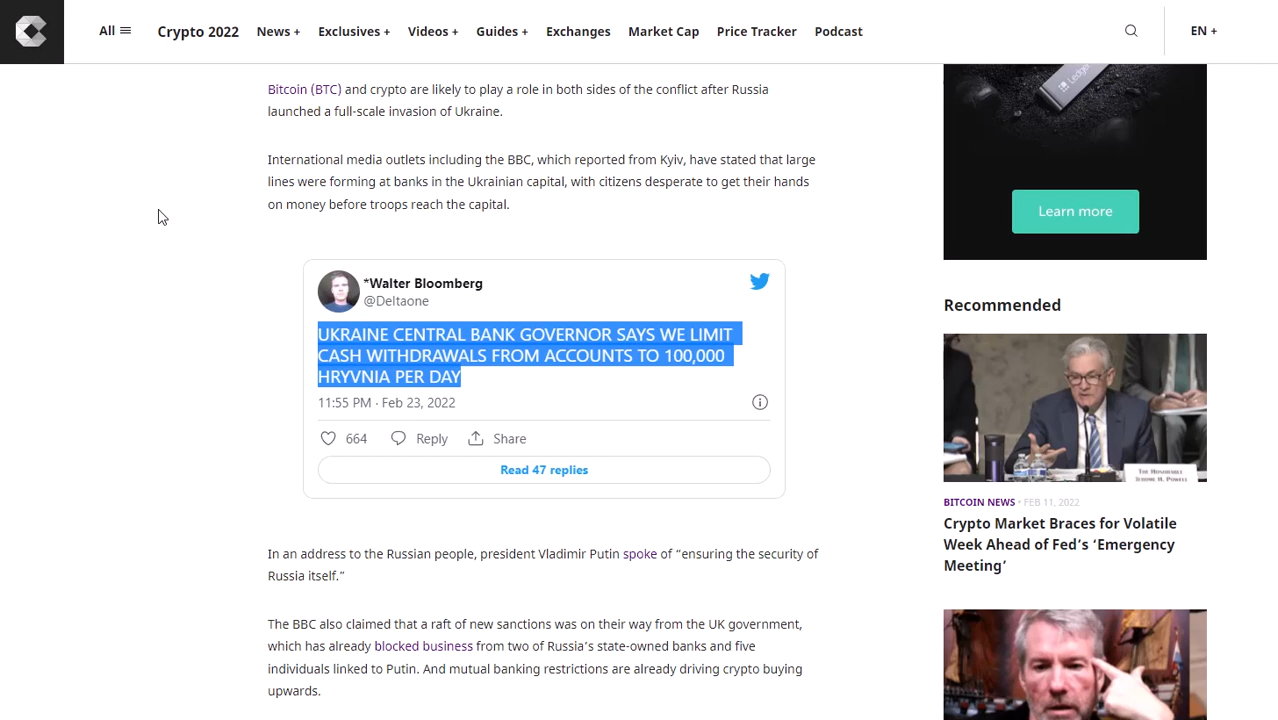 All
Crypto 2022
News +
Exclusives +
Videos +
Guides +
Exchanges
Market Cap
Price Tracker
Podcast
EN +
Bitcoin (BTC) and crypto are likely to play a role in both sides of the conflict after Russia
launched a full-scale invasion of Ukraine.
International media outlets including the BBC, which reported from Kyiv, have stated that large
lines were forming at banks in the Ukrainian capital, with citizens desperate to get their hands
on money before troops reach the capital.
*Walter Bloomberg
@Deltaone
UKRAINE CENTRAL BANK GOVERNOR SAYS WE LIMIT
CASH WITHDRAWALS FROM ACCOUNTS TO 100,000
HRYVNIA PER DAY
11:55 PM · Feb 23, 2022
664
Reply
Share
Read 47 replies
In an address to the Russian people, president Vladimir Putin spoke of “ensuring the security of
Russia itself.”
The BBC also claimed that a raft of new sanctions was on their way from the UK government,
which has already blocked business from two of Russia’s state-owned banks and five
individuals linked to Putin. And mutual banking restrictions are already driving crypto buying
upwards.
Ledger
Learn more
Recommended
THE HONORABLE
JEROME H. POWELL
BITCOIN NEWS • FEB 11, 2022
Crypto Market Braces for Volatile
Week Ahead of Fed’s ‘Emergency
Meeting’